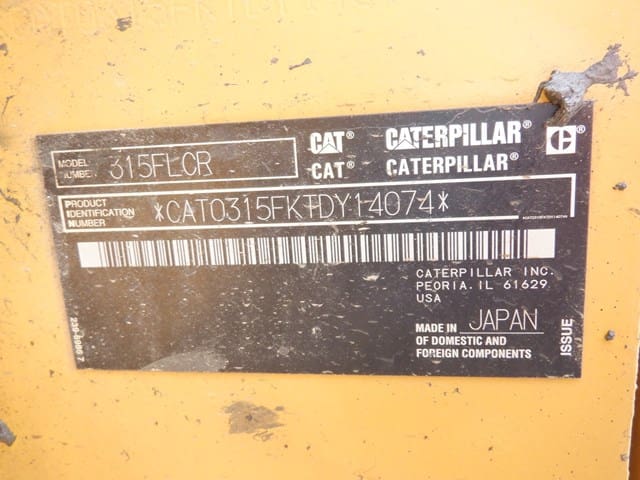 MODEL NUMBER 315FLCR
CAT® CATERPILLAR®
CAT® CATERPILLAR®
PRODUCT IDENTIFICATION NUMBER *CAT0315FKTDY14074*
CATERPILLAR INC.
PEORIA. IL 61629
USA
MADE IN JAPAN
OF DOMESTIC AND
FOREIGN COMPONENTS
ISSUE